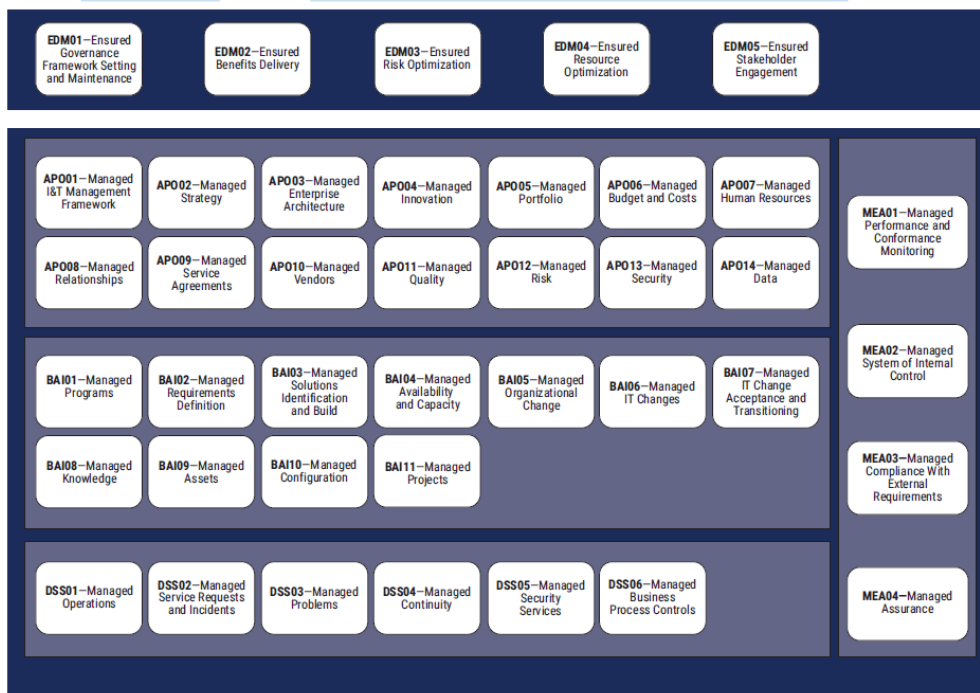 EDM01—Ensured
Governance
Framework Setting
and Maintenance
EDM02—Ensured
Benefits Delivery
EDM03—Ensured
Risk Optimization
EDM04—Ensured
Resource
Optimization
EDM05—Ensured
Stakeholder
Engagement
APO01—Managed
I&T Management
Framework
APO02—Managed
Strategy
APO03—Managed
Enterprise
Architecture
APO04—Managed
Innovation
APO05—Managed
Portfolio
APO06—Managed
Budget and Costs
APO07—Managed
Human Resources
APO08—Managed
Relationships
APO09—Managed
Service
Agreements
APO10—Managed
Vendors
APO11—Managed
Quality
APO12—Managed
Risk
APO13—Managed
Security
APO14—Managed
Data
BAI01—Managed
Programs
BAI02—Managed
Requirements
Definition
BAI03—Managed
Solutions
Identification
and Build
BAI04—Managed
Availability
and Capacity
BAI05—Managed
Organizational
Change
BAI06—Managed
IT Changes
BAI07—Managed
IT Change
Acceptance and
Transitioning
BAI08—Managed
Knowledge
BAI09—Managed
Assets
BAI10—Managed
Configuration
BAI11—Managed
Projects
DSS01—Managed
Operations
DSS02—Managed
Service Requests
and Incidents
DSS03—Managed
Problems
DSS04—Managed
Continuity
DSS05—Managed
Security
Services
DSS06—Managed
Business
Process Controls
MEA01—Managed
Performance and
Conformance
Monitoring
MEA02—Managed
System of Internal
Control
MEA03—Managed
Compliance With
External
Requirements
MEA04—Managed
Assurance